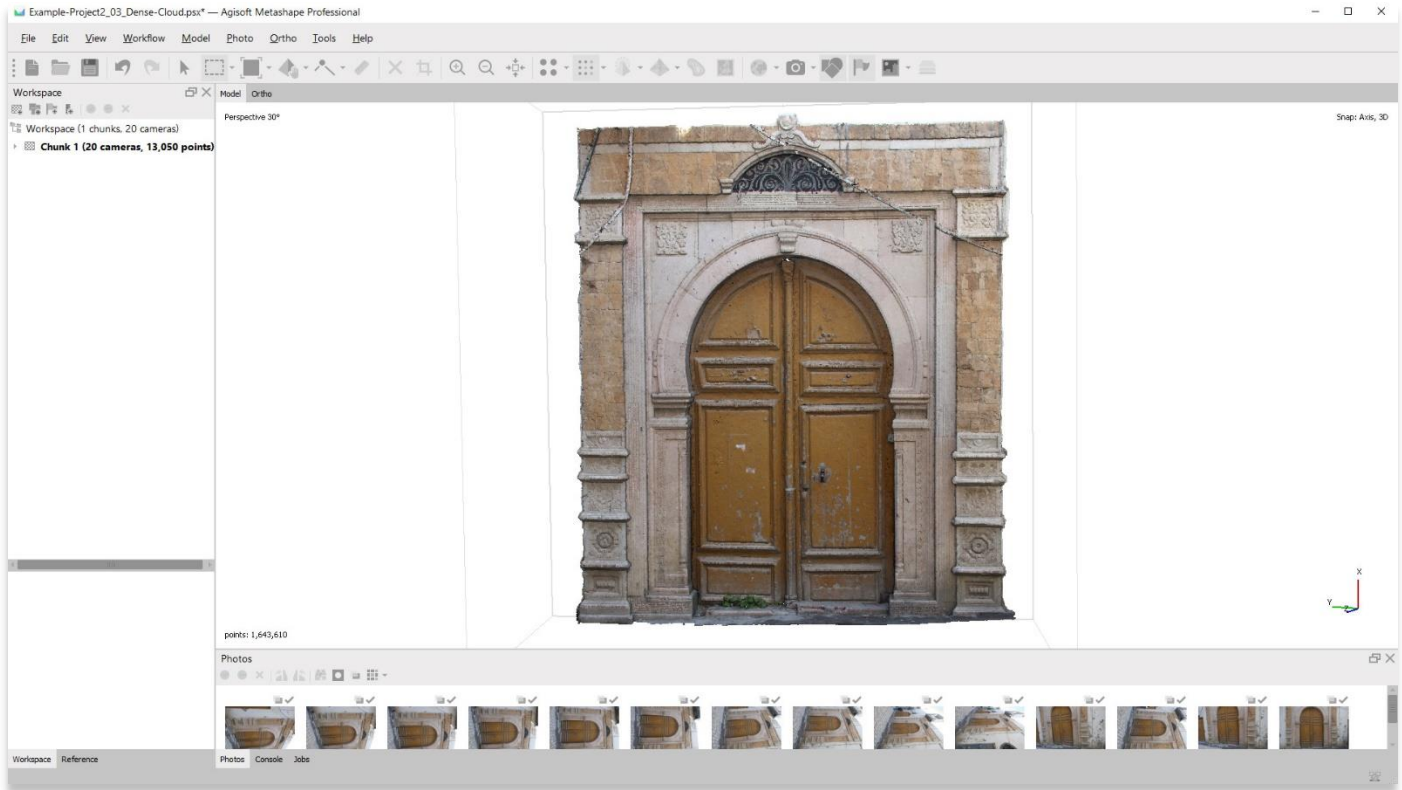 Example-Project2_03_Dense-Cloud.psx* — Agisoft Metashape Professional
File Edit View Workflow Model Photo Ortho Tools Help
Workspace
Model Ortho
Perspective 30°
Snap: Axis, 3D
Workspace (1 chunks, 20 cameras)
Chunk 1 (20 cameras, 13,050 points)
X
Y
points: 1,643,610
Photos
Workspace Reference
Photos Console Jobs